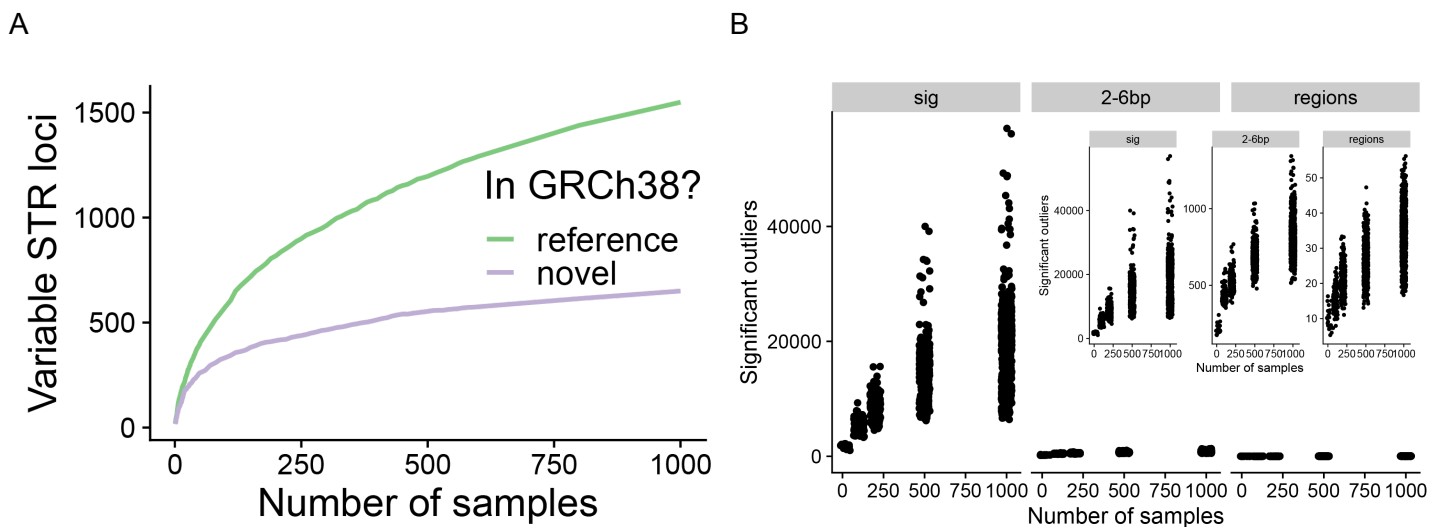 A
Variable STR loci
1500
1000
500
0
0 250 500 750 1000
Number of samples
In GRCh38?
reference
novel
B
sig 2-6bp regions
Significant outliers
40000
20000
0
0 250 500 750 1000 0 250 500 750 1000 0 250 500 750 1000
Number of samples
sig 2-6bp regions
Significant outliers
40000
20000
0
1000
500
50
40
30
20
10
0 250 500 750 1000 0 250 500 750 1000 0 250 500 750 1000
Number of samples